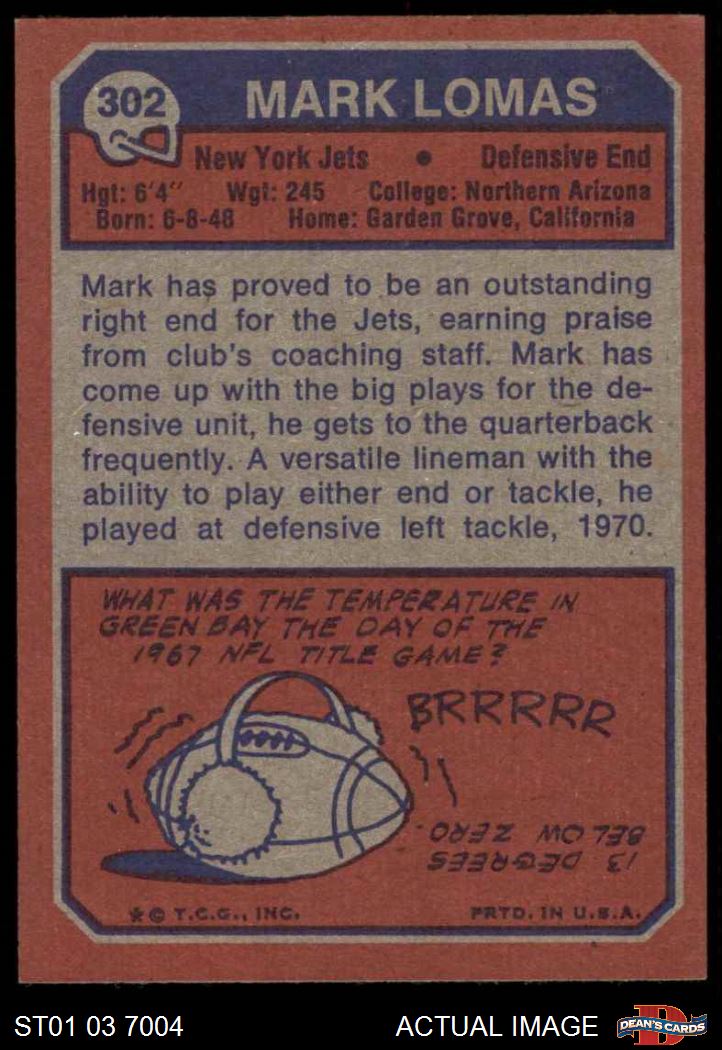 302
MARK LOMAS
New York Jets • Defensive End
Hgt: 6'4" Wgt: 245 College: Northern Arizona
Born: 6-8-48 Home: Garden Grove, California
Mark has proved to be an outstanding
right end for the Jets, earning praise
from club's coaching staff. Mark has
come up with the big plays for the de-
fensive unit, he gets to the quarterback
frequently. A versatile lineman with the
ability to play either end or tackle, he
played at defensive left tackle, 1970.
WHAT WAS THE TEMPERATURE IN
GREEN BAY THE DAY OF THE
1967 NFL TITLE GAME?
BRRRRR
13 DEGREES
BELOW ZERO
★ © T.C.G., INC. PRTD. IN U.S.A.
ST01 03 7004 ACTUAL IMAGE
D
DEAN'S CARDS